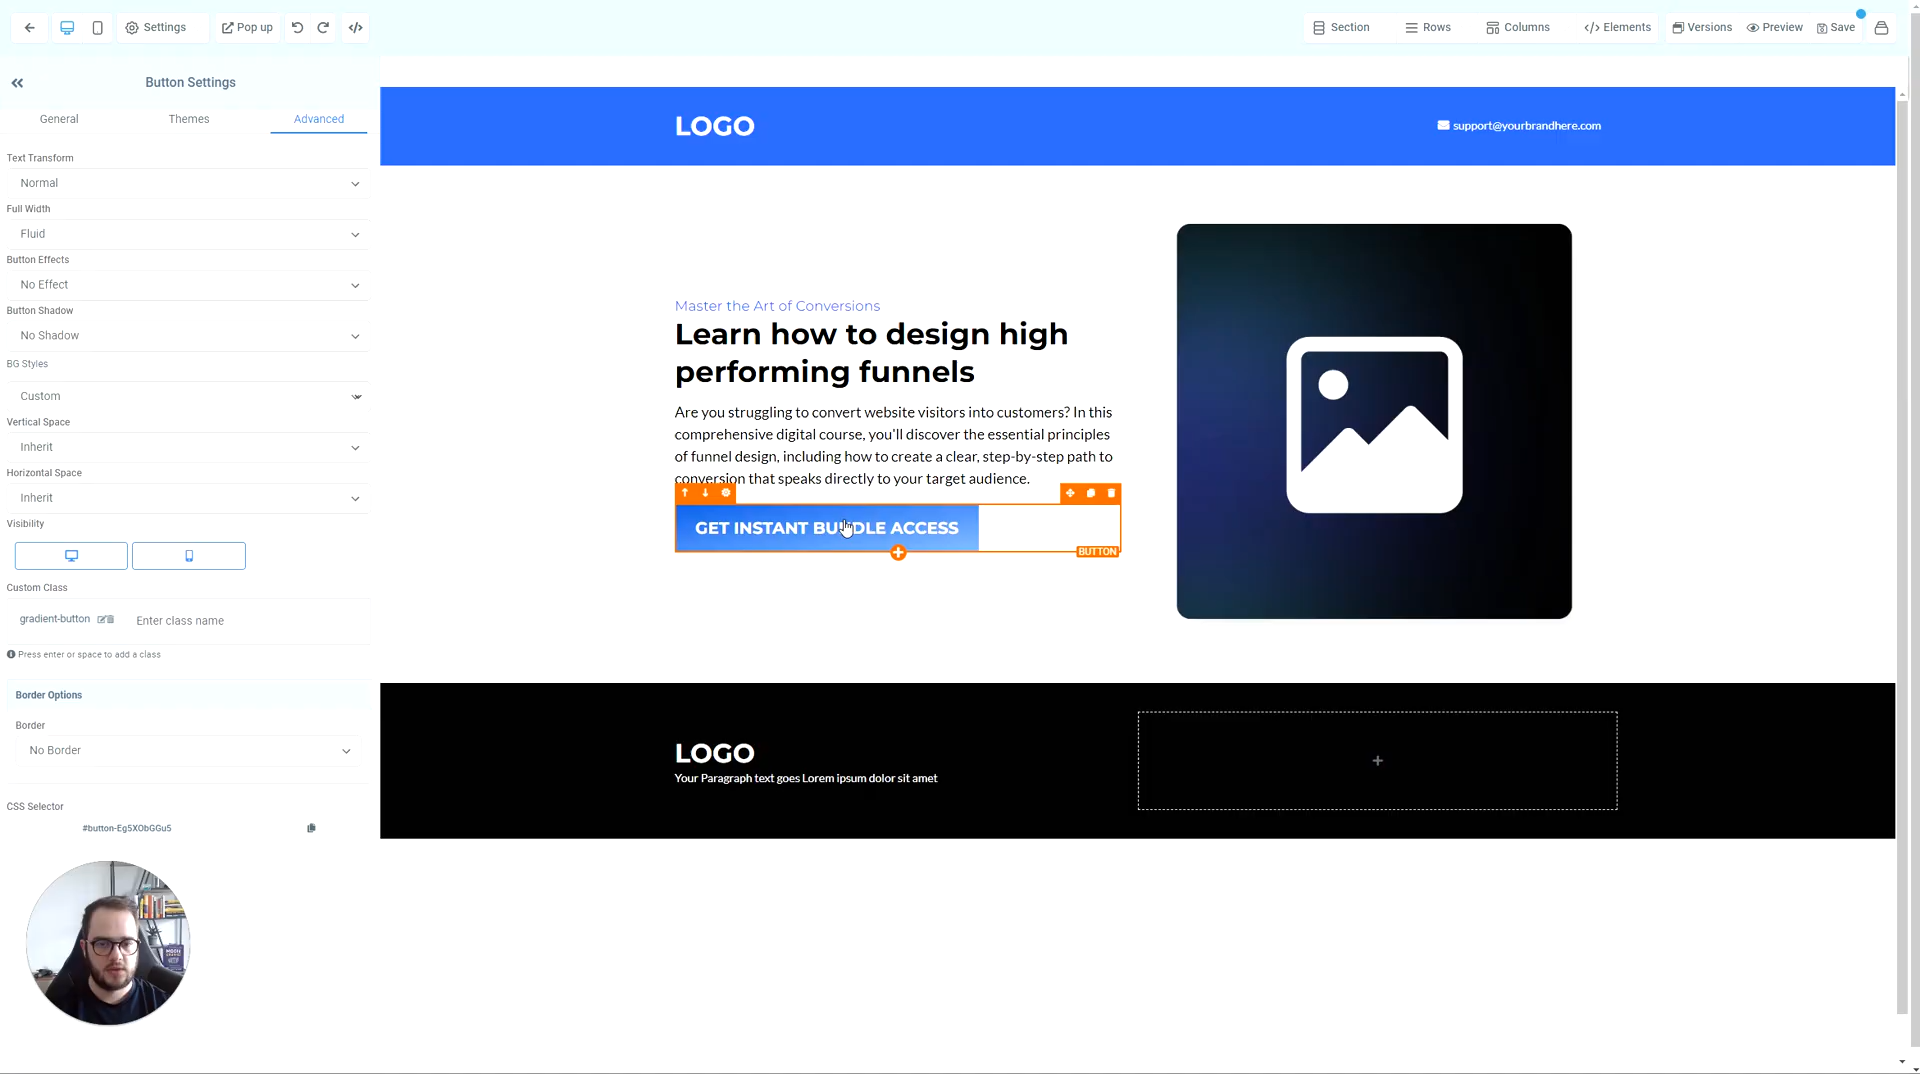 Settings
Pop up
Section
Rows
Columns
Elements
Versions
Preview
Save
Button Settings
General
Themes
Advanced
Text Transform
Normal
Full Width
Fluid
Button Effects
No Effect
Button Shadow
No Shadow
BG Styles
Custom
Vertical Space
Inherit
Horizontal Space
Inherit
Visibility
Custom Class
gradient-button
Enter class name
Press enter or space to add a class
Border Options
Border
No Border
CSS Selector
#button-Eg5XObGGu5
LOGO
support@yourbrandhere.com
Master the Art of Conversions
Learn how to design high
performing funnels
Are you struggling to convert website visitors into customers? In this
comprehensive digital course, you'll discover the essential principles
of funnel design, including how to create a clear, step-by-step path to
conversion that speaks directly to your target audience.
GET INSTANT BUNDLE ACCESS
BUTTON
LOGO
Your Paragraph text goes Lorem ipsum dolor sit amet